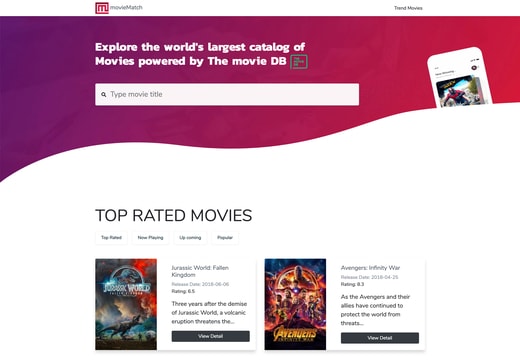 movieMatch
Trend Movies
Explore the world's largest catalog of
Movies powered by The movie DB
Type movie title
TOP RATED MOVIES
Top Rated
Now Playing
Up coming
Popular
Jurassic World: Fallen
Kingdom
Release Date: 2018-06-06
Rating: 6.5
Three years after the demise
of Jurassic World, a volcanic
eruption threatens the...
View Detail
JURASSIC WORLD
Avengers: Infinity War
Release Date: 2018-04-25
Rating: 8.3
As the Avengers and their
allies have continued to
protect the world from
threats...
View Detail
AVENGERS